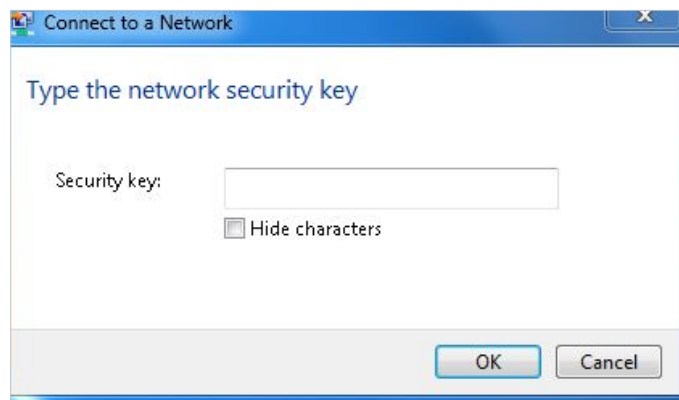 Connect to a Network
x
Type the network security key
Security key:
Hide characters
OK Cancel